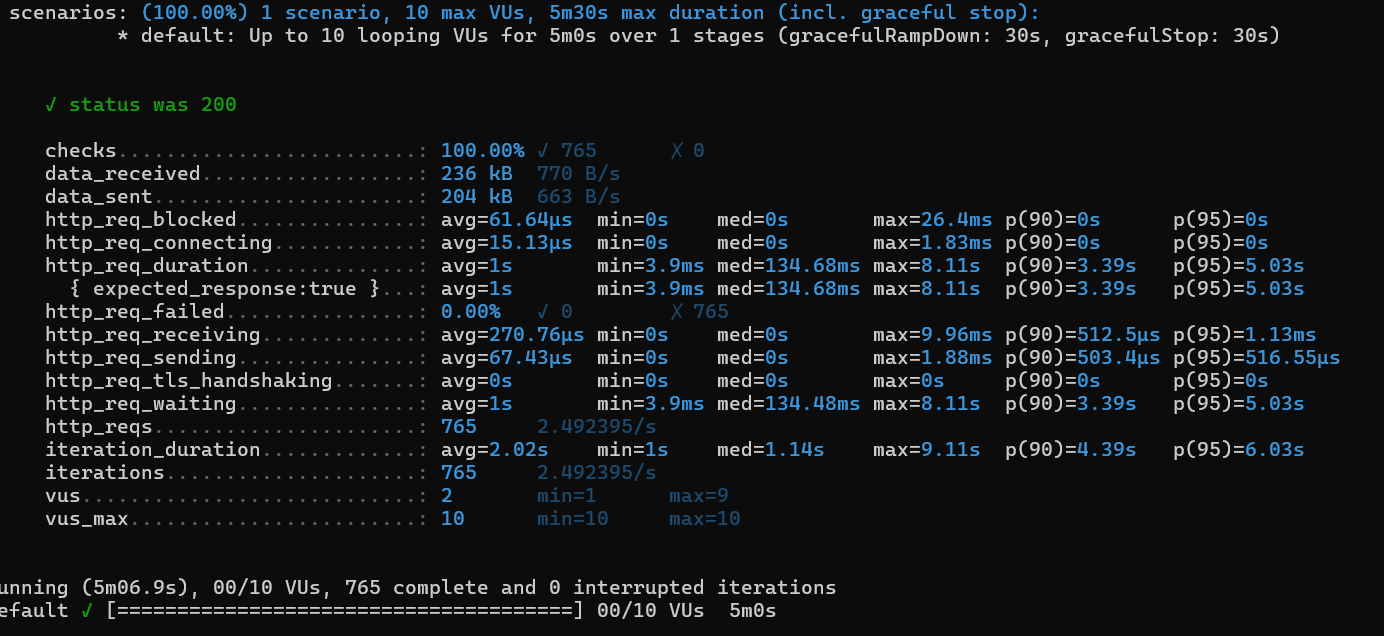 scenarios: (100.00%) 1 scenario, 10 max VUs, 5m30s max duration (incl. graceful stop):
* default: Up to 10 looping VUs for 5m0s over 1 stages (gracefulRampDown: 30s, gracefulStop: 30s)
✓ status was 200
checks.........................: 100.00% ✓ 765 ✗ 0
data_received..................: 236 kB 770 B/s
data_sent......................: 204 kB 663 B/s
http_req_blocked...............: avg=61.64µs min=0s med=0s max=26.4ms p(90)=0s p(95)=0s
http_req_connecting............: avg=15.13µs min=0s med=0s max=1.83ms p(90)=0s p(95)=0s
http_req_duration..............: avg=1s min=3.9ms med=134.68ms max=8.11s p(90)=3.39s p(95)=5.03s
{ expected_response:true }...: avg=1s min=3.9ms med=134.68ms max=8.11s p(90)=3.39s p(95)=5.03s
http_req_failed................: 0.00% ✓ 0 ✗ 765
http_req_receiving.............: avg=270.76µs min=0s med=0s max=9.96ms p(90)=512.5µs p(95)=1.13ms
http_req_sending...............: avg=67.43µs min=0s med=0s max=1.88ms p(90)=503.4µs p(95)=516.55µs
http_req_tls_handshaking.......: avg=0s min=0s med=0s max=0s p(90)=0s p(95)=0s
http_req_waiting...............: avg=1s min=3.9ms med=134.48ms max=8.11s p(90)=3.39s p(95)=5.03s
http_reqs......................: 765 2.492395/s
iteration_duration.............: avg=2.02s min=1s med=1.14s max=9.11s p(90)=4.39s p(95)=6.03s
iterations.....................: 765 2.492395/s
vus............................: 2 min=1 max=9
vus_max........................: 10 min=10 max=10
unning (5m06.9s), 00/10 VUs, 765 complete and 0 interrupted iterations
efault ✓ [======================================] 00/10 VUs 5m0s